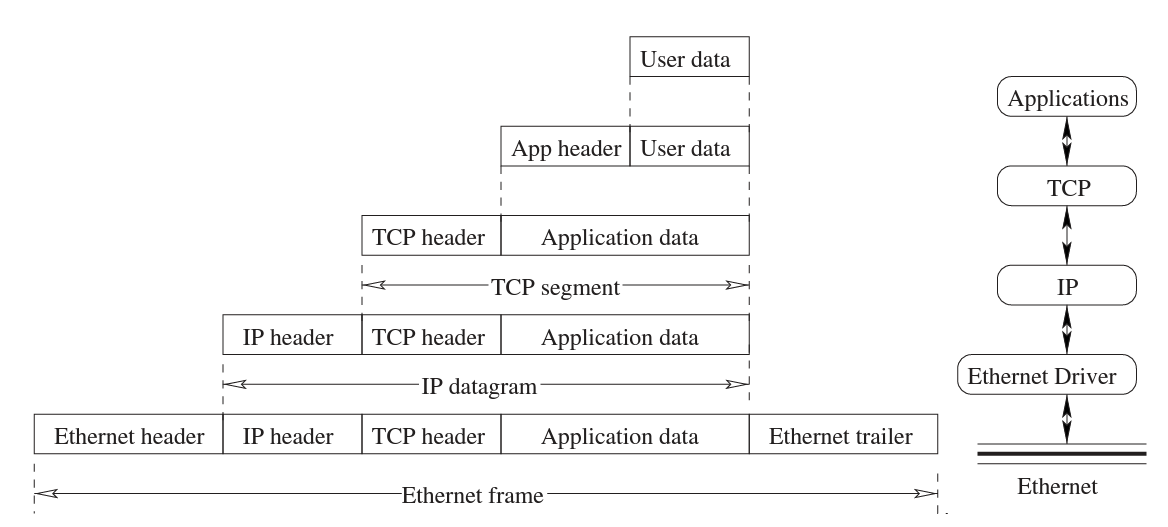 User data
Applications
App header User data
TCP
TCP header Application data
TCP segment
IP
IP header TCP header Application data
IP datagram
Ethernet Driver
Ethernet header IP header TCP header Application data Ethernet trailer
Ethernet
Ethernet frame